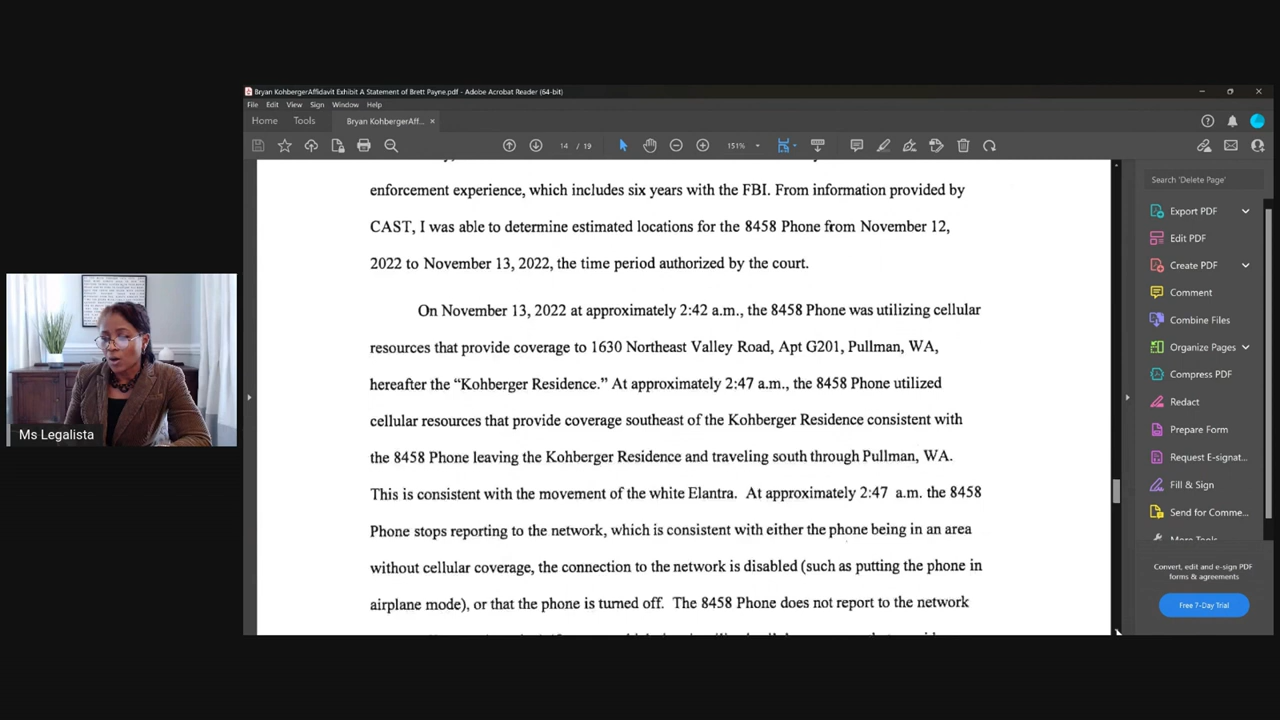 Bryan KohbergerAffidavit Exhibit A Statement of Brett Payne.pdf - Adobe Acrobat Reader (64-bit)
File Edit View Sign Window Help
Home Tools Bryan KohbergerAff... ×
14 / 19 151%
enforcement experience, which includes six years with the FBI. From information provided by
CAST, I was able to determine estimated locations for the 8458 Phone from November 12,
2022 to November 13, 2022, the time period authorized by the court.
On November 13, 2022 at approximately 2:42 a.m., the 8458 Phone was utilizing cellular
resources that provide coverage to 1630 Northeast Valley Road, Apt G201, Pullman, WA,
hereafter the “Kohberger Residence.” At approximately 2:47 a.m., the 8458 Phone utilized
cellular resources that provide coverage southeast of the Kohberger Residence consistent with
the 8458 Phone leaving the Kohberger Residence and traveling south through Pullman, WA.
This is consistent with the movement of the white Elantra. At approximately 2:47 a.m. the 8458
Phone stops reporting to the network, which is consistent with either the phone being in an area
without cellular coverage, the connection to the network is disabled (such as putting the phone in
airplane mode), or that the phone is turned off. The 8458 Phone does not report to the network
Search 'Delete Page'
Export PDF
Edit PDF
Create PDF
Comment
Combine Files
Organize Pages
Compress PDF
Redact
Prepare Form
Request E-signat...
Fill & Sign
Send for Comme...
More Tools
Convert, edit and e-sign PDF
forms & agreements
Free 7-Day Trial
Ms Legalista